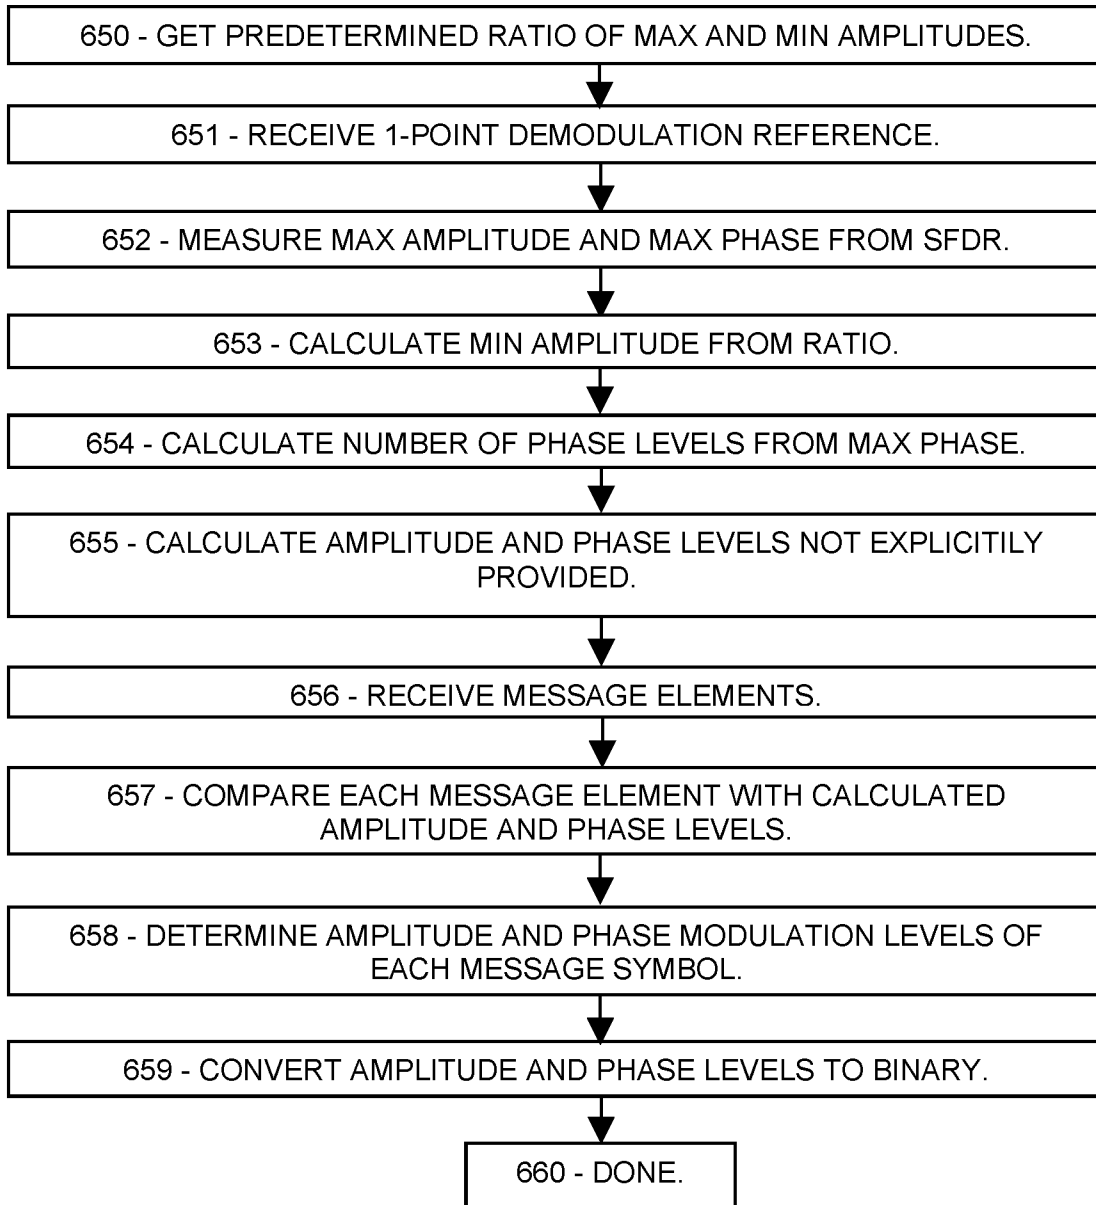 650 - GET PREDETERMINED RATIO OF MAX AND MIN AMPLITUDES.
651 - RECEIVE 1-POINT DEMODULATION REFERENCE.
652 - MEASURE MAX AMPLITUDE AND MAX PHASE FROM SFDR.
653 - CALCULATE MIN AMPLITUDE FROM RATIO.
654 - CALCULATE NUMBER OF PHASE LEVELS FROM MAX PHASE.
655 - CALCULATE AMPLITUDE AND PHASE LEVELS NOT EXPLICITILY
PROVIDED.
656 - RECEIVE MESSAGE ELEMENTS.
657 - COMPARE EACH MESSAGE ELEMENT WITH CALCULATED
AMPLITUDE AND PHASE LEVELS.
658 - DETERMINE AMPLITUDE AND PHASE MODULATION LEVELS OF
EACH MESSAGE SYMBOL.
659 - CONVERT AMPLITUDE AND PHASE LEVELS TO BINARY.
660 - DONE.